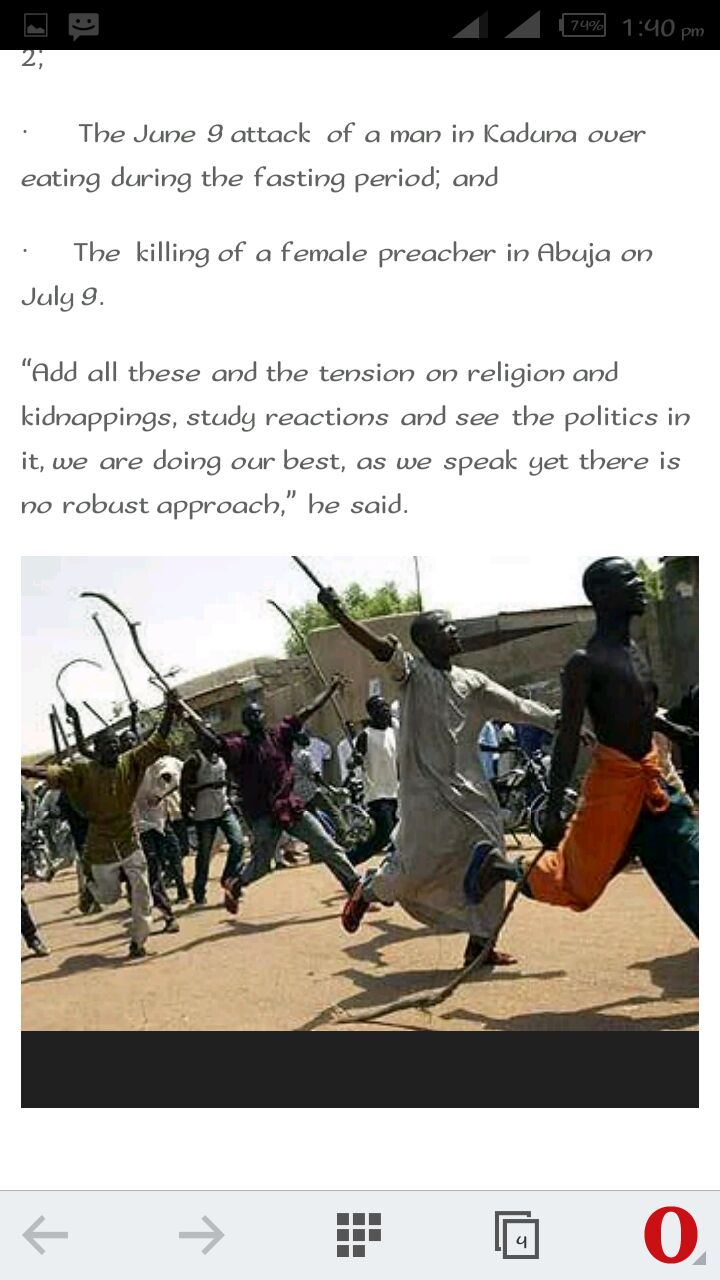 74% 1:40 pm
2;
· The June 9 attack of a man in Kaduna over
eating during the fasting period; and
· The killing of a female preacher in Abuja on
July 9.
“Add all these and the tension on religion and
kidnappings, study reactions and see the politics in
it, we are doing our best, as we speak yet there is
no robust approach,” he said.
4